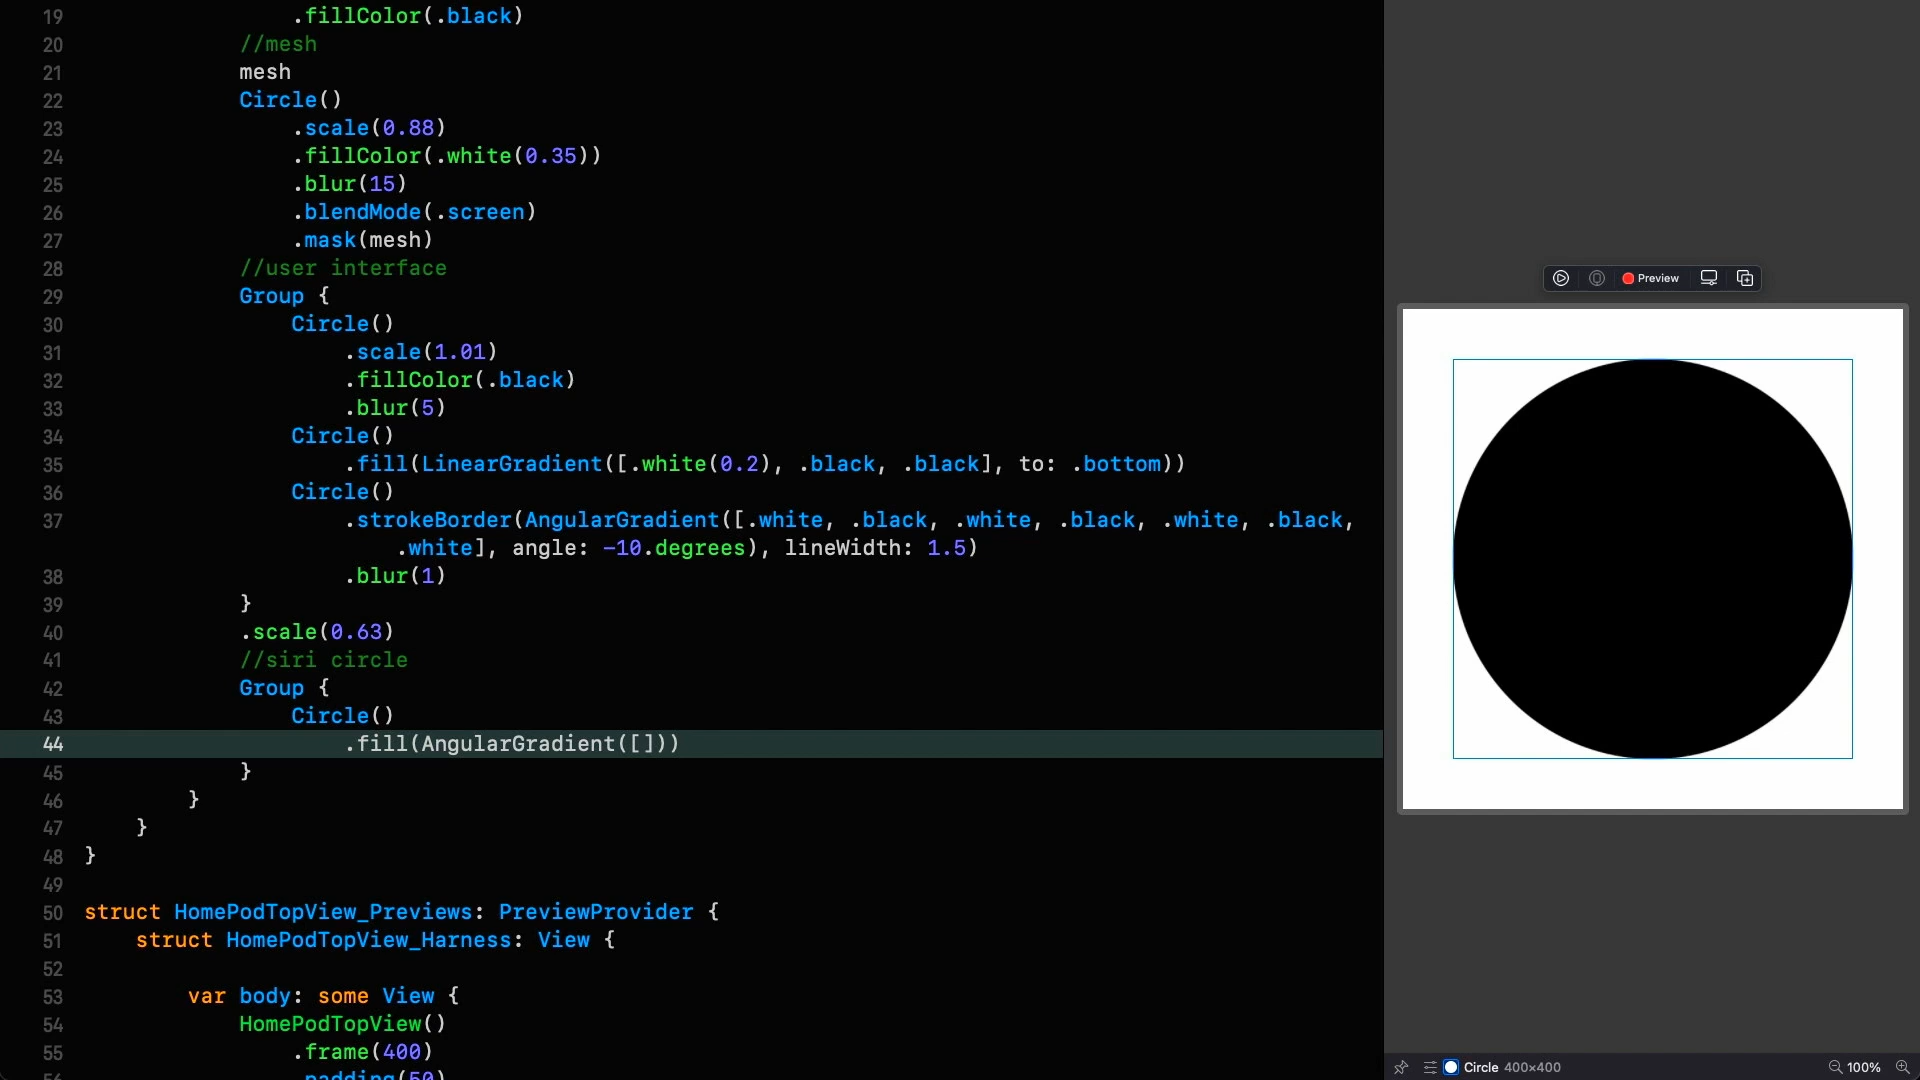 19 .fillColor(.black)
20 //mesh
21 mesh
22 Circle()
23 .scale(0.88)
24 .fillColor(.white(0.35))
25 .blur(15)
26 .blendMode(.screen)
27 .mask(mesh)
28 //user interface
29 Group {
30 Circle()
31 .scale(1.01)
32 .fillColor(.black)
33 .blur(5)
34 Circle()
35 .fill(LinearGradient([.white(0.2), .black, .black], to: .bottom))
36 Circle()
37 .strokeBorder(AngularGradient([.white, .black, .white, .black, .white, .black,
.white], angle: -10.degrees), lineWidth: 1.5)
38 .blur(1)
39 }
40 .scale(0.63)
41 //siri circle
42 Group {
43 Circle()
44 .fill(AngularGradient([]))
45 }
46 }
47 }
48 }
49
50 struct HomePodTopView_Previews: PreviewProvider {
51 struct HomePodTopView_Harness: View {
52
53 var body: some View {
54 HomePodTopView()
55 .frame(400)
56 .padding(50)
Preview
Circle 400×400
100%